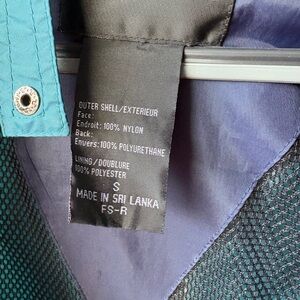 OUTER SHELL/EXTERIEUR
Face:
Endroit: 100% NYLON
Back:
Envers: 100% POLYURETHANE
LINING/DOUBLURE
100% POLYESTER
S
MADE IN SRI LANKA
FS-R